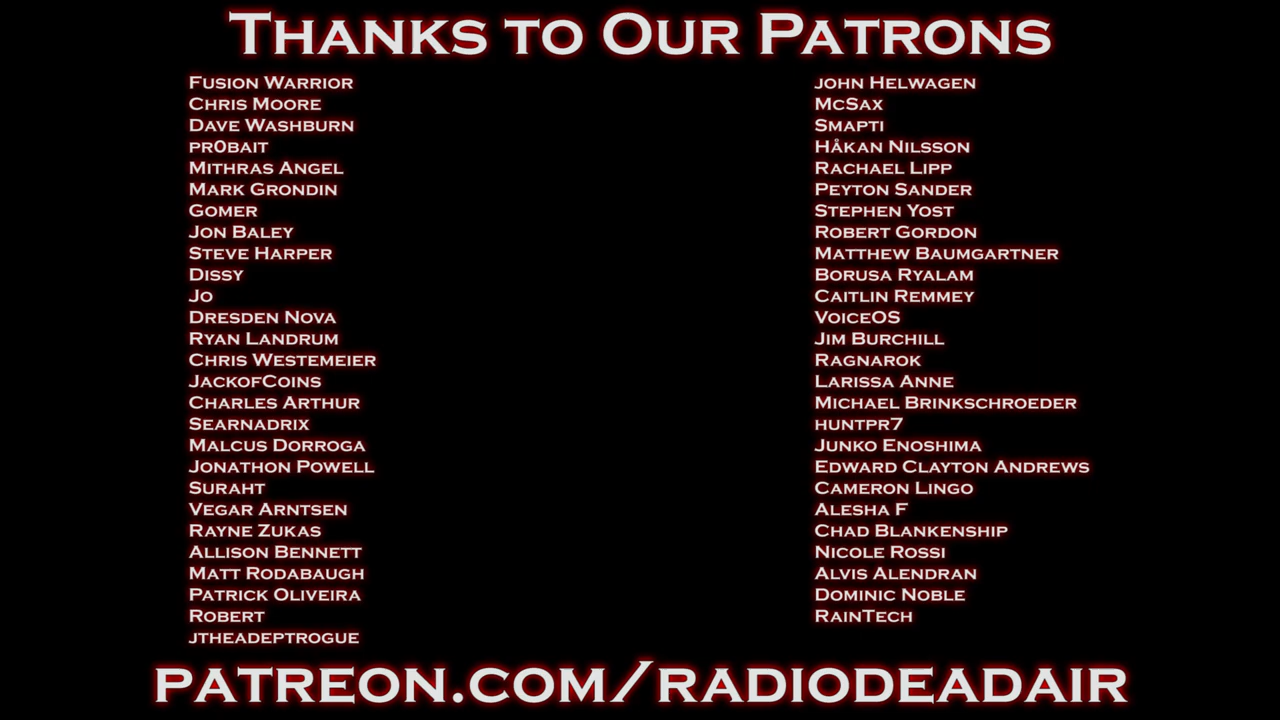 Thanks to Our Patrons
Fusion Warrior
Chris Moore
Dave Washburn
pr0bait
Mithras Angel
Mark Grondin
Gomer
Jon Baley
Steve Harper
Dissy
Jo
Dresden Nova
Ryan Landrum
Chris Westemeier
JackofCoins
Charles Arthur
Searnadrix
Malcus Dorroga
Jonathon Powell
Suraht
Vegar Arntsen
Rayne Zukas
Allison Bennett
Matt Rodabaugh
Patrick Oliveira
Robert
jtheadeptrogue
john Helwagen
McSax
Smapti
Håkan Nilsson
Rachael Lipp
Peyton Sander
Stephen Yost
Robert Gordon
Matthew Baumgartner
Borusa Ryalam
Caitlin Remmey
VoiceOS
Jim Burchill
Ragnarok
Larissa Anne
Michael Brinkschroeder
huntpr7
Junko Enoshima
Edward Clayton Andrews
Cameron Lingo
Alesha F
Chad Blankenship
Nicole Rossi
Alvis Alendran
Dominic Noble
RainTech
patreon.com/radiodeadair